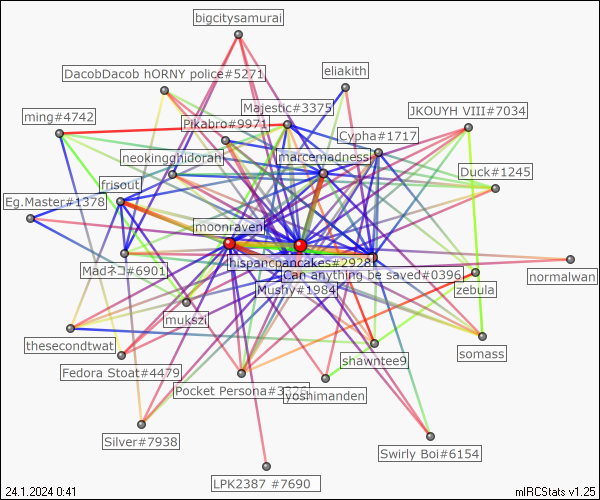 bigcitysamurai
DacobDacob hORNY police#5271
eliakith
Majestic#3375
ming#4742
JKOUYH VIII#7034
Pikabro#9971
Cypha#1717
neokingghidorah
marcemadness
Duck#1245
frisout
Eg.Master#1378
moonraven
hispancpancakes#2928
Madネコ#6901
Can anything be saved#0396
normalwan
zebula
Mushy#1984
mukszi
thesecondtwat
somass
shawntee9
Fedora Stoat#4479
Pocket Persona#3326
yoshimanden
Silver#7938
Swirly Boi#6154
LPK2387 #7690
24.1.2024 0:41
mIRCStats v1.25